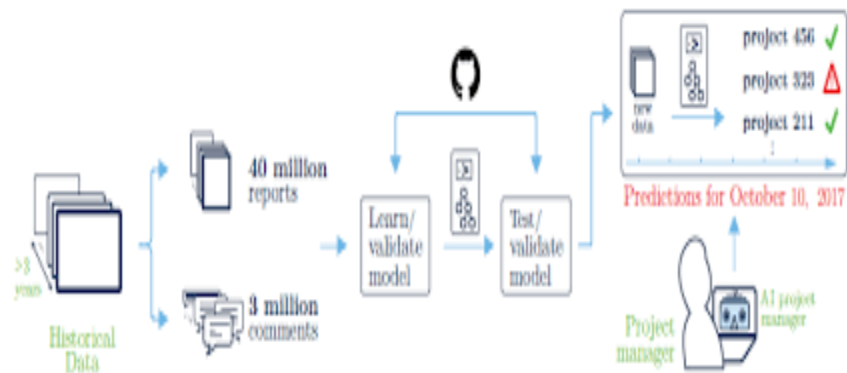 >3
years
Historical
Data
40 million
reports
3 million
comments
Learn/
validate
model
Test/
validate
model
new
data
project 456
project 323
project 211
Predictions for October 10, 2017
Project
manager
AI project
manager